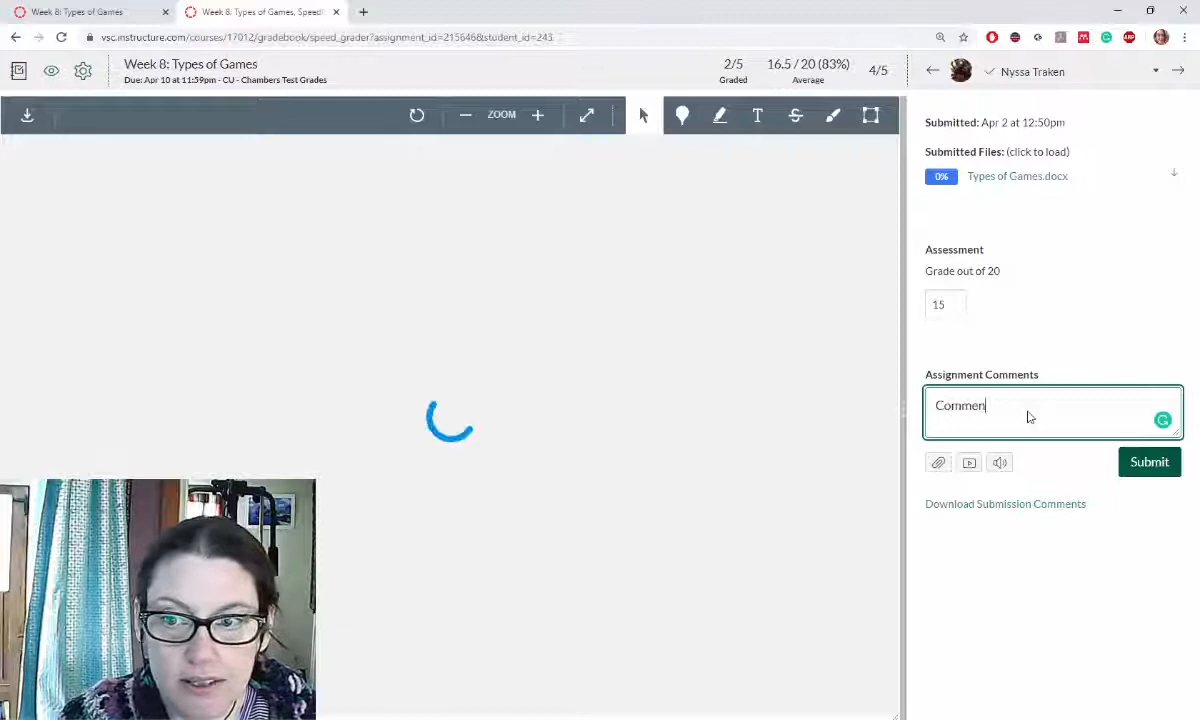 Week 8: Types of Games
Week 8: Types of Games, Speed
vsc.instructure.com/courses/17012/gradebook/speed_grader?assignment_id=215646&student_id=243
Week 8: Types of Games
Due: Apr 10 at 11:59pm - CU - Chambers Test Grades
2/5
Graded
16.5 / 20 (83%)
Average
4/5
Nyssa Traken
ZOOM
T
Submitted: Apr 2 at 12:50pm
Submitted Files: (click to load)
0% Types of Games.docx
Assessment
Grade out of 20
15
Assignment Comments
Commen
Submit
Download Submission Comments